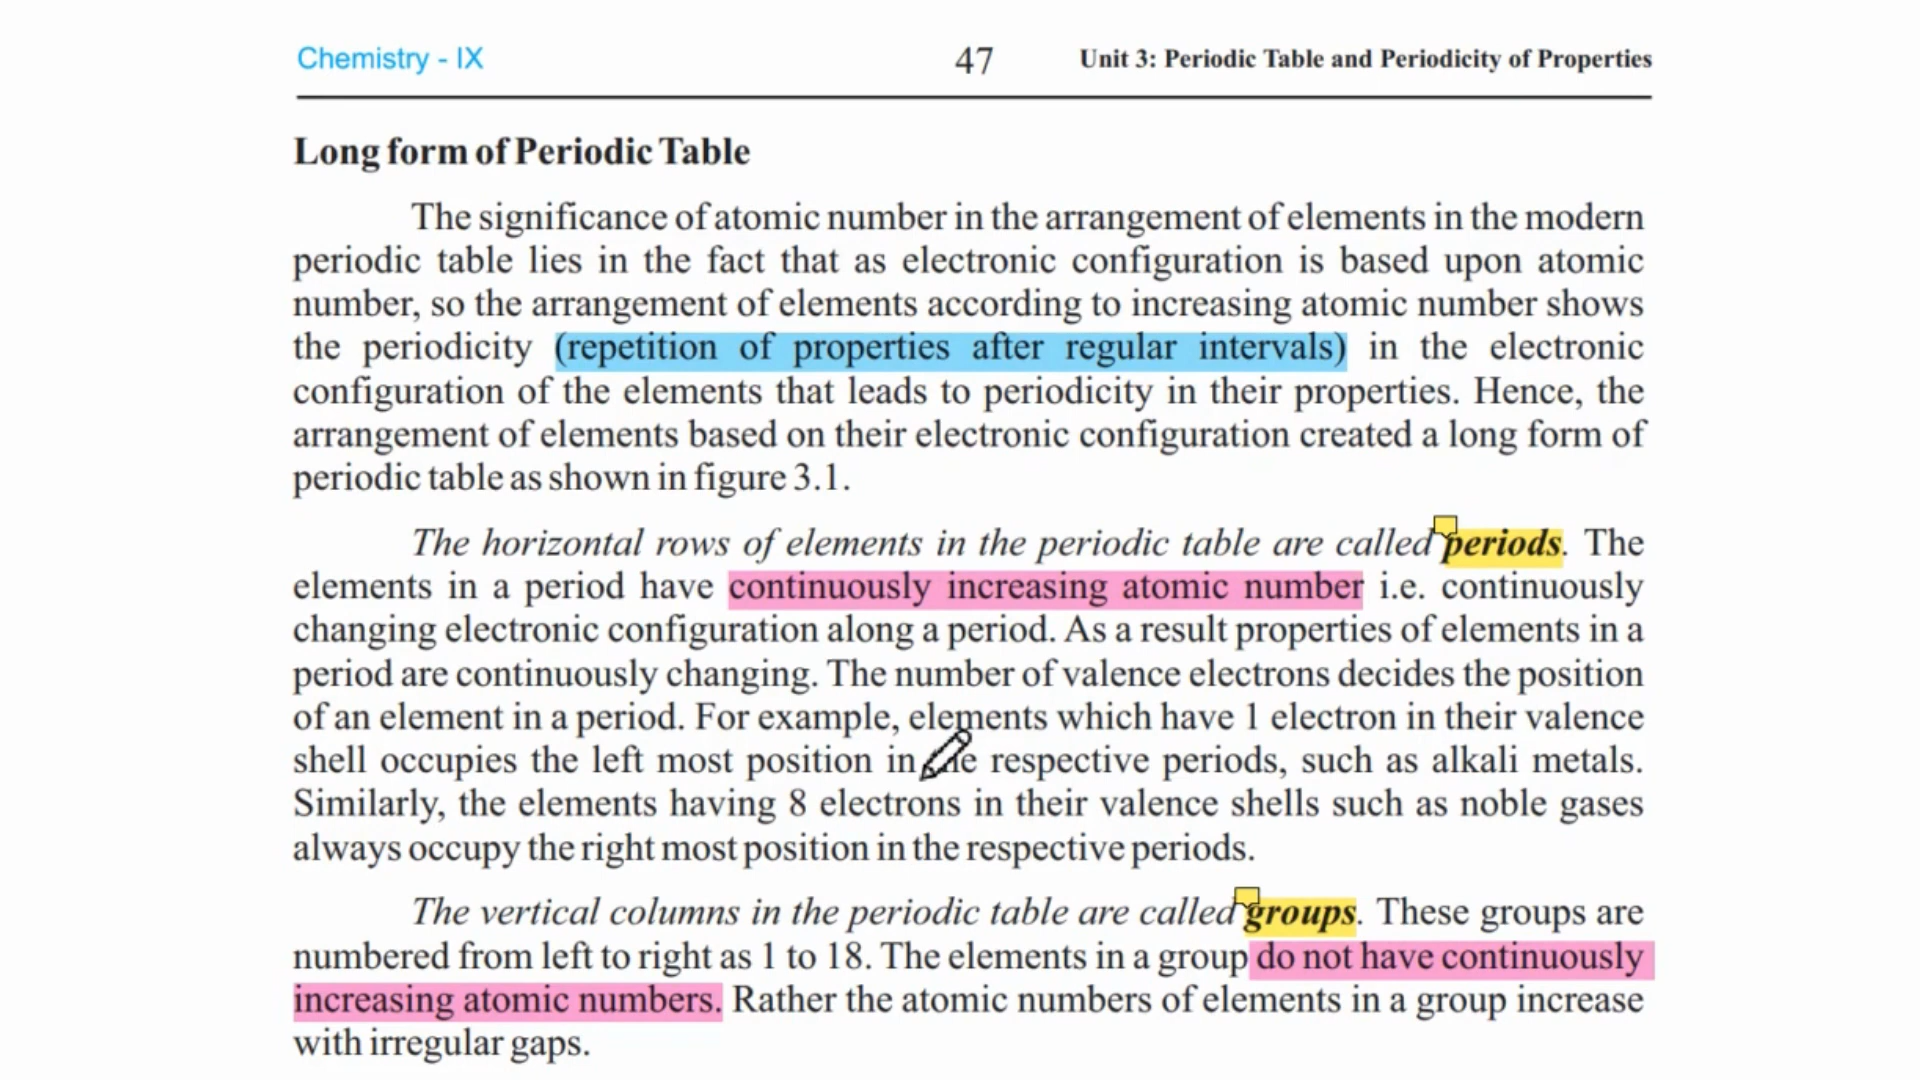 Chemistry - IX 47 Unit 3: Periodic Table and Periodicity of Properties
Long form of Periodic Table
The significance of atomic number in the arrangement of elements in the modern
periodic table lies in the fact that as electronic configuration is based upon atomic
number, so the arrangement of elements according to increasing atomic number shows
the periodicity (repetition of properties after regular intervals) in the electronic
configuration of the elements that leads to periodicity in their properties. Hence, the
arrangement of elements based on their electronic configuration created a long form of
periodic table as shown in figure 3.1.
The horizontal rows of elements in the periodic table are called periods. The
elements in a period have continuously increasing atomic number i.e. continuously
changing electronic configuration along a period. As a result properties of elements in a
period are continuously changing. The number of valence electrons decides the position
of an element in a period. For example, elements which have 1 electron in their valence
shell occupies the left most position in respective periods, such as alkali metals.
Similarly, the elements having 8 electrons in their valence shells such as noble gases
always occupy the right most position in the respective periods.
The vertical columns in the periodic table are called groups. These groups are
numbered from left to right as 1 to 18. The elements in a group do not have continuously
increasing atomic numbers. Rather the atomic numbers of elements in a group increase
with irregular gaps.